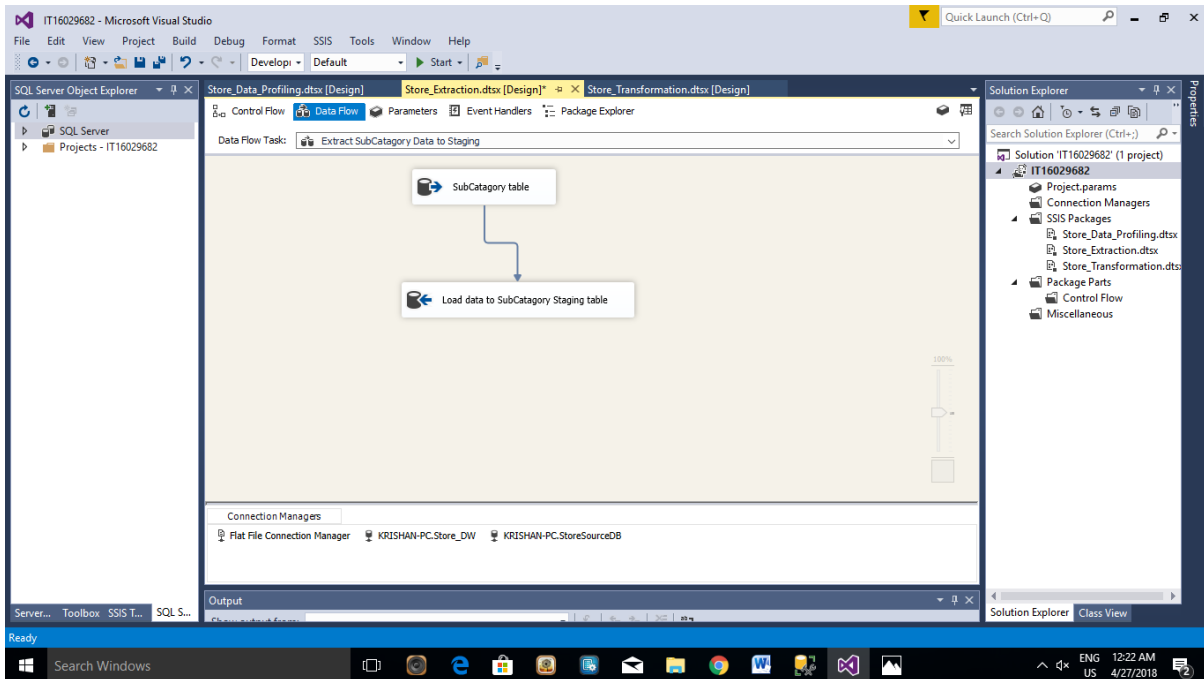 IT16029682 - Microsoft Visual Studio
Quick Launch (Ctrl+Q)
File Edit View Project Build Debug Format SSIS Tools Window Help
Develop Default Start
SQL Server Object Explorer
SQL Server
Projects - IT16029682
Store_Data_Profiling.dtsx [Design] Store_Extraction.dtsx [Design]* Store_Transformation.dtsx [Design]
Control Flow Data Flow Parameters Event Handlers Package Explorer
Data Flow Task: Extract SubCatagory Data to Staging
SubCatagory table
Load data to SubCatagory Staging table
100%
Connection Managers
Flat File Connection Manager KRISHAN-PC.Store_DW KRISHAN-PC.StoreSourceDB
Output
Show output from:
Server... Toolbox SSIS T... SQL S...
Solution Explorer
Search Solution Explorer (Ctrl+;)
Solution 'IT16029682' (1 project)
IT16029682
Project.params
Connection Managers
SSIS Packages
Store_Data_Profiling.dtsx
Store_Extraction.dtsx
Store_Transformation.dts
Package Parts
Control Flow
Miscellaneous
Solution Explorer Class View
Properties
Ready
Search Windows
ENG
US
12:22 AM
4/27/2018
2